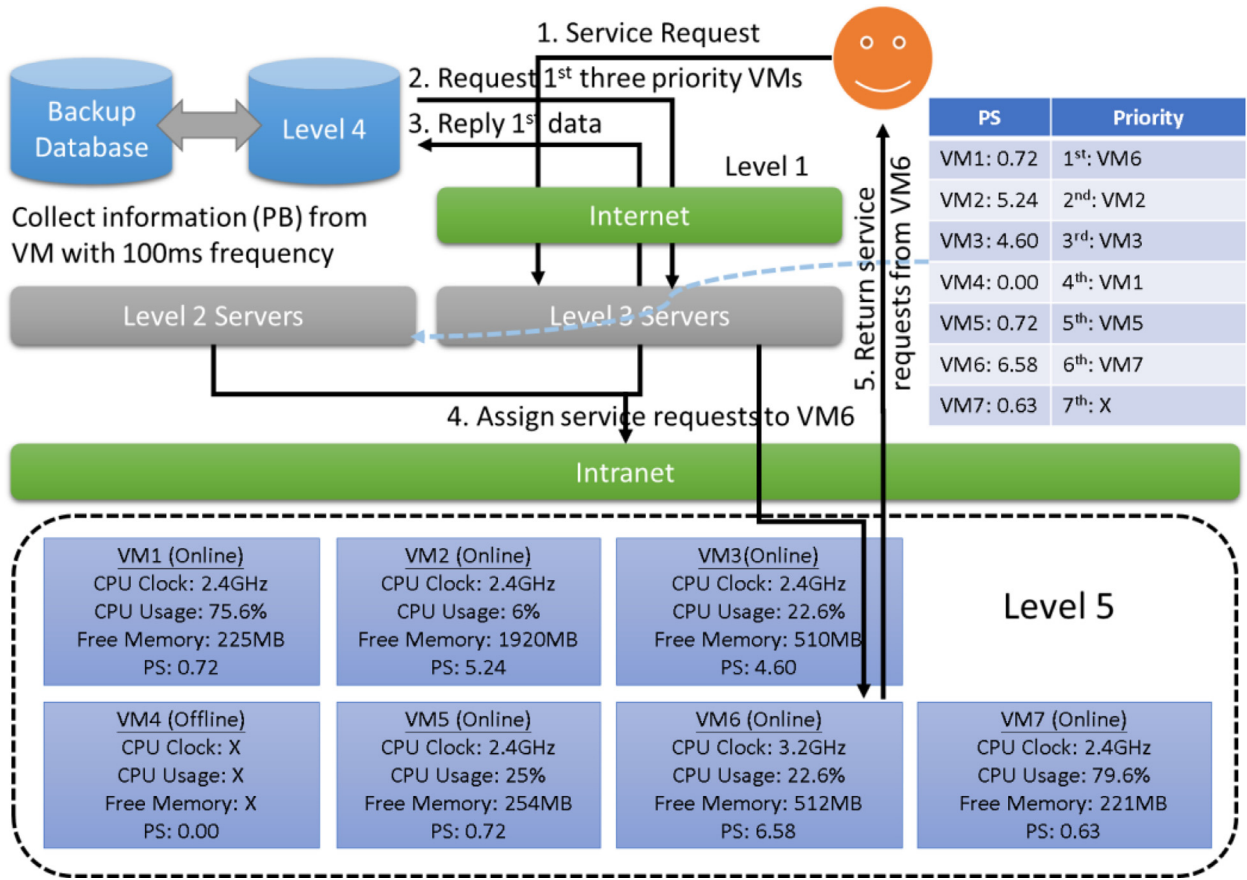 1. Service Request
2. Request 1st three priority VMs
3. Reply 1st data
Backup
Database
Level 4
Level 1
Internet
Collect information (PB) from
VM with 100ms frequency
Level 2 Servers
Level 3 Servers
4. Assign service requests to VM6
5. Return service
requests from VM6
Intranet
PS Priority
VM1: 0.72 1st: VM6
VM2: 5.24 2nd: VM2
VM3: 4.60 3rd: VM3
VM4: 0.00 4th: VM1
VM5: 0.72 5th: VM5
VM6: 6.58 6th: VM7
VM7: 0.63 7th: X
VM1 (Online)
CPU Clock: 2.4GHz
CPU Usage: 75.6%
Free Memory: 225MB
PS: 0.72
VM2 (Online)
CPU Clock: 2.4GHz
CPU Usage: 6%
Free Memory: 1920MB
PS: 5.24
VM3(Online)
CPU Clock: 2.4GHz
CPU Usage: 22.6%
Free Memory: 510MB
PS: 4.60
Level 5
VM4 (Offline)
CPU Clock: X
CPU Usage: X
Free Memory: X
PS: 0.00
VM5 (Online)
CPU Clock: 2.4GHz
CPU Usage: 25%
Free Memory: 254MB
PS: 0.72
VM6 (Online)
CPU Clock: 3.2GHz
CPU Usage: 22.6%
Free Memory: 512MB
PS: 6.58
VM7 (Online)
CPU Clock: 2.4GHz
CPU Usage: 79.6%
Free Memory: 221MB
PS: 0.63